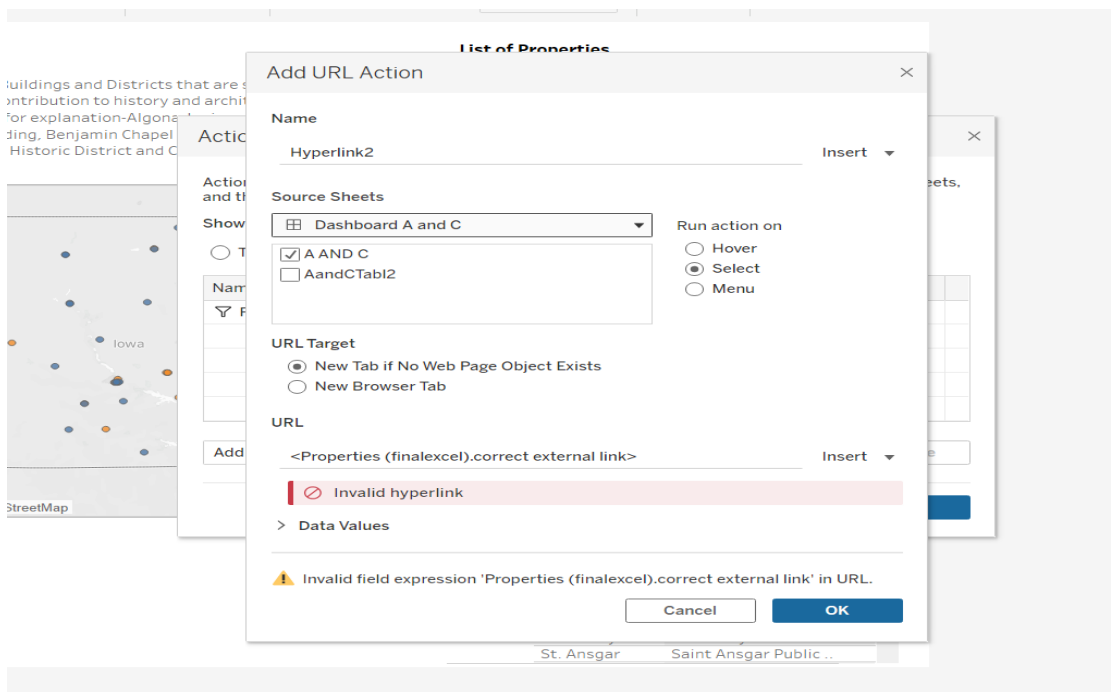 List of Properties
Buildings and Districts that are
contribution to history and archit
for explanation-Algona
ding, Benjamin Chapel
Historic District and C
Iowa
StreetMap
Actio
Action
and th
eets,
Show
Nam
Add
Add URL Action
Name
Hyperlink2
Insert
Source Sheets
Dashboard A and C
A AND C
AandCTabl2
Run action on
Hover
Select
Menu
URL Target
New Tab if No Web Page Object Exists
New Browser Tab
URL
<Properties (finalexcel).correct external link>
Insert
Invalid hyperlink
Data Values
Invalid field expression 'Properties (finalexcel).correct external link' in URL.
Cancel
OK
St. Ansgar Saint Ansgar Public ..